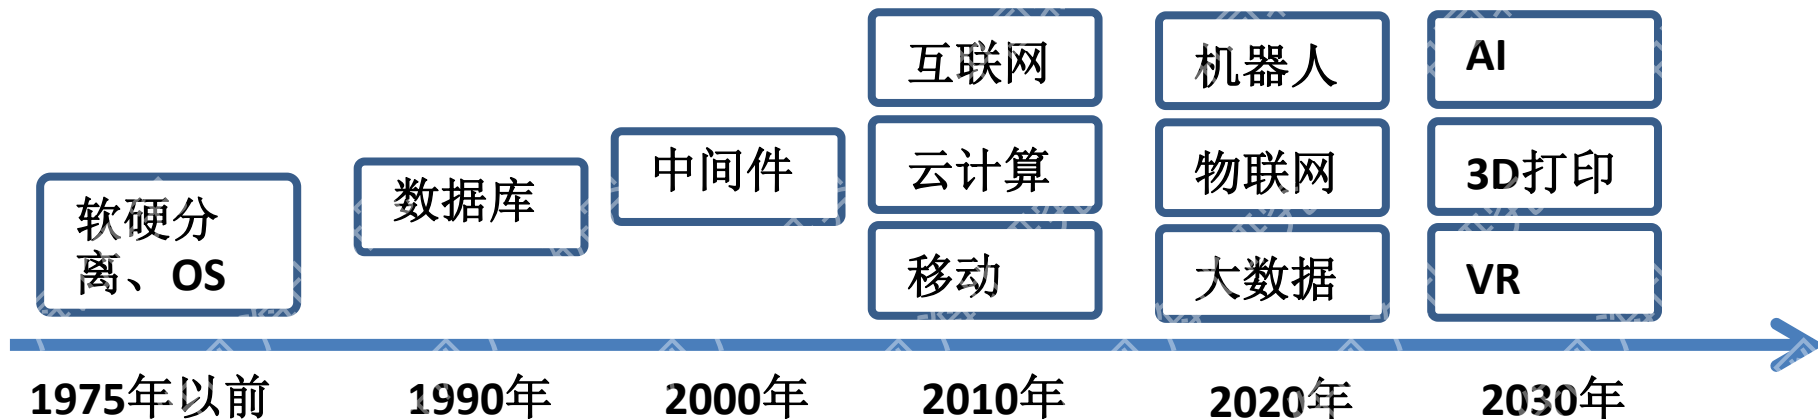 互联网
机器人
AI
中间件
云计算
物联网
3D打印
数据库
软硬分
离、OS
移动
大数据
VR
1975年以前
1990年
2000年
2010年
2020年
2030年